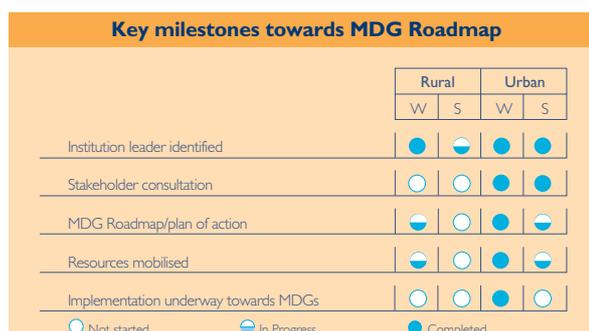 Key milestones towards MDG Roadmap
Rural Urban
W S W S
Institution leader identified
Stakeholder consultation
MDG Roadmap/plan of action
Resources mobilised
Implementation underway towards MDGs
Not started In Progress Completed